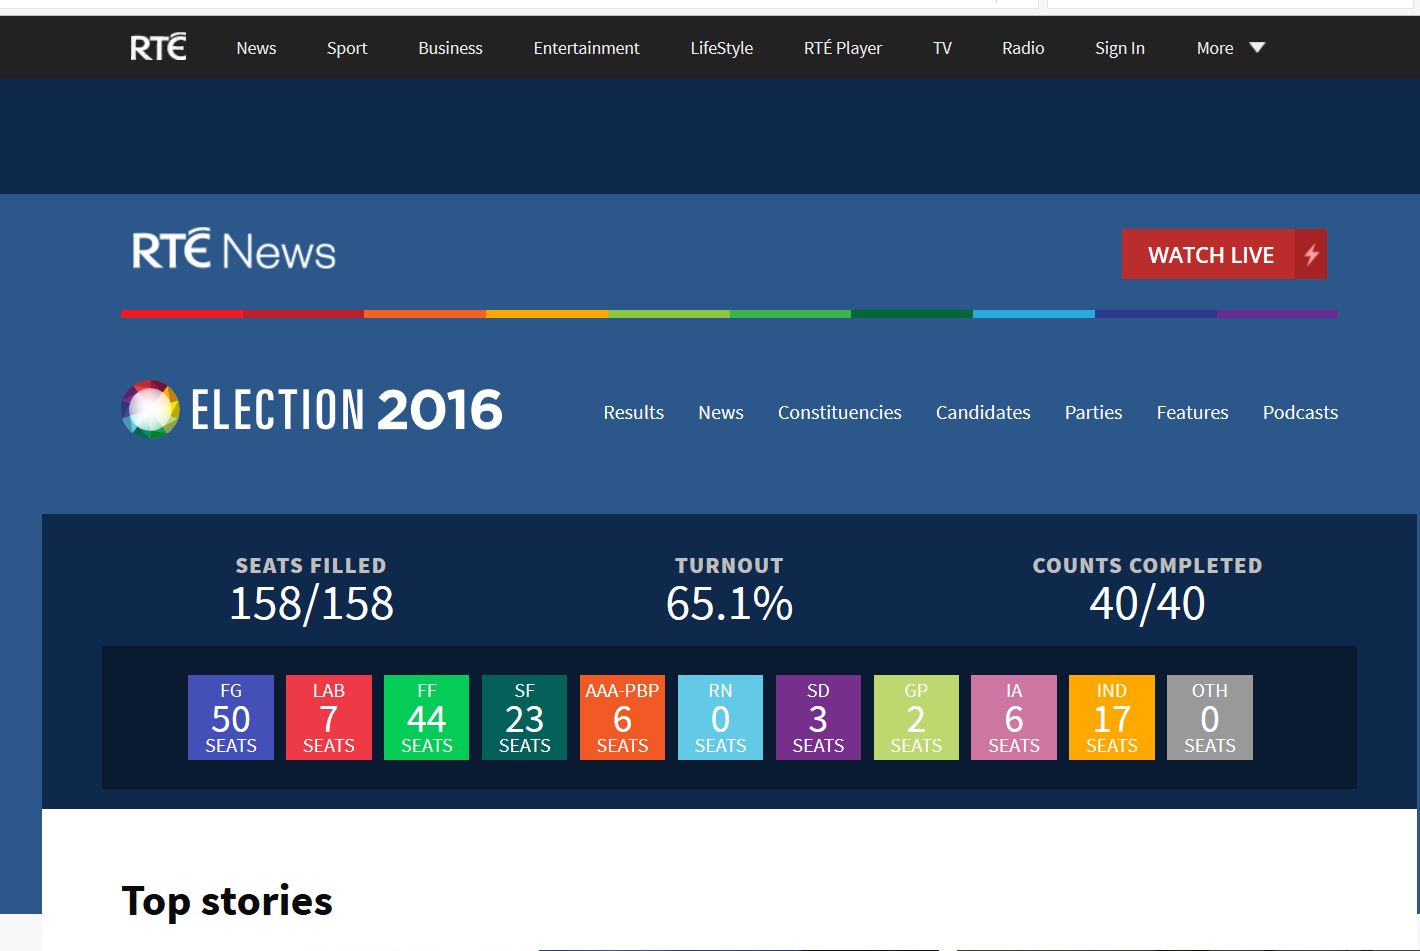 RTÉ News Sport Business Entertainment LifeStyle RTÉ Player TV Radio Sign In More
RTÉ News
WATCH LIVE
ELECTION 2016
Results News Constituencies Candidates Parties Features Podcasts
SEATS FILLED
158/158
TURNOUT
65.1%
COUNTS COMPLETED
40/40
FG
50
SEATS
LAB
7
SEATS
FF
44
SEATS
SF
23
SEATS
AAA-PBP
6
SEATS
RN
0
SEATS
SD
3
SEATS
GP
2
SEATS
IA
6
SEATS
IND
17
SEATS
OTH
0
SEATS
Top stories